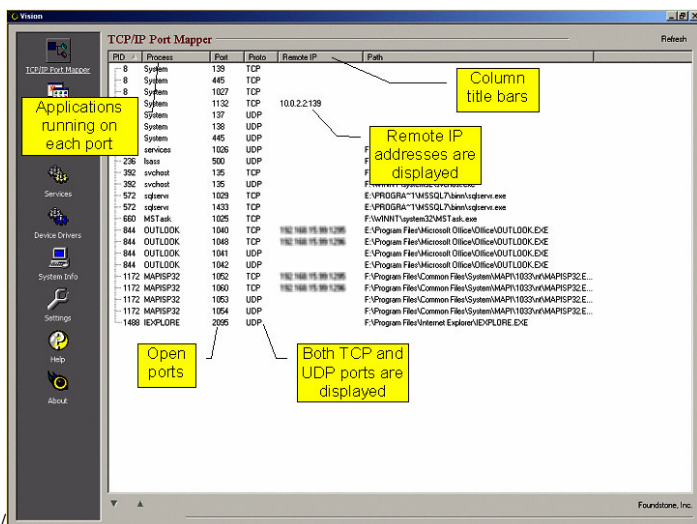 Vision
TCP/IP Port Mapper
Refresh
PID Process Port Proto Remote IP Path
8 System 139 TCP
8 System 445 TCP
8 System 1027 TCP
System 1132 TCP 10.0.2.2:139
System 137 UDP
System 138 UDP
System 445 UDP
services 1026 UDP F
236 lsass 500 UDP F
392 svchost 135 TCP F
392 svchost 135 UDP F:\WINNT\system32\svchost.exe
572 sqlservr 1029 TCP E:\PROGRA~1\MSSQL7\binn\sqlservr.exe
572 sqlservr 1433 TCP E:\PROGRA~1\MSSQL7\binn\sqlservr.exe
660 MSTask 1025 TCP F:\WINNT\system32\MSTask.exe
844 OUTLOOK 1040 TCP F:\Program Files\Microsoft Office\Office\OUTLOOK.EXE
844 OUTLOOK 1048 TCP F:\Program Files\Microsoft Office\Office\OUTLOOK.EXE
844 OUTLOOK 1041 UDP F:\Program Files\Microsoft Office\Office\OUTLOOK.EXE
844 OUTLOOK 1042 UDP F:\Program Files\Microsoft Office\Office\OUTLOOK.EXE
1172 MAPISP32 1052 TCP F:\Program Files\Common Files\System\MAPI\1033\nt\MAPISP32.E...
1172 MAPISP32 1060 TCP F:\Program Files\Common Files\System\MAPI\1033\nt\MAPISP32.E...
1172 MAPISP32 1053 UDP F:\Program Files\Common Files\System\MAPI\1033\nt\MAPISP32.E...
1172 MAPISP32 1054 UDP F:\Program Files\Common Files\System\MAPI\1033\nt\MAPISP32.E...
1488 IEXPLORE 2095 UDP F:\Program Files\Internet Explorer\IEXPLORE.EXE
TCP/IP Port Mapper
Services
Device Drivers
System Info
Settings
Help
About
Applications
running on
each port
Column
title bars
Remote IP
addresses are
displayed
Open
ports
Both TCP and
UDP ports are
displayed
Foundstone, Inc.
/